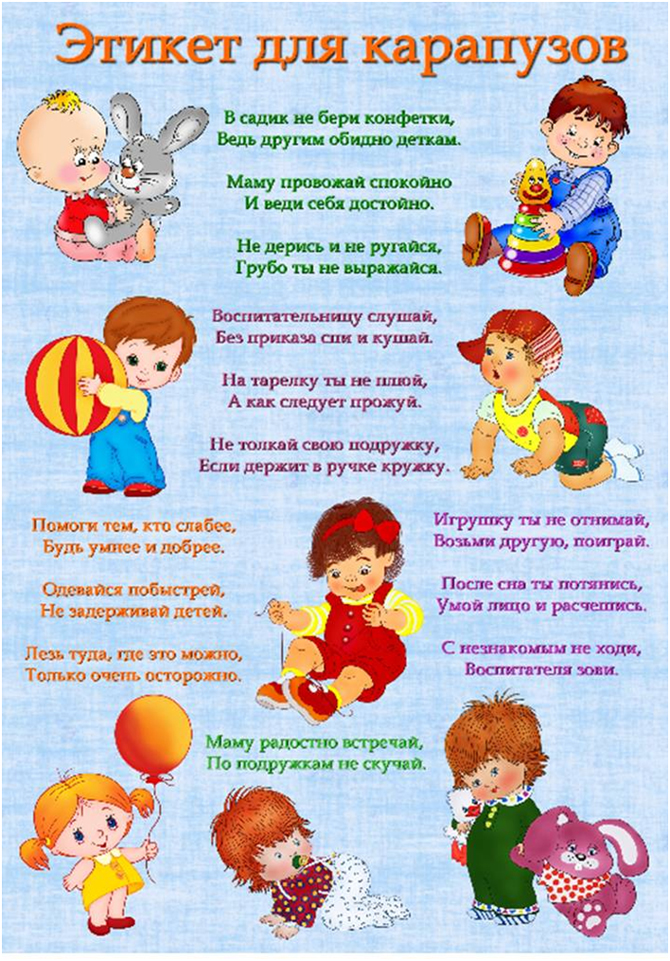 Этикет для карапузов
В садик не бери конфетки,
Ведь другим обидно деткам.
Маму провожай спокойно
И веди себя достойно.
Не дерись и не ругайся,
Грубо ты не выражайся.
Воспитательницу слушай,
Без приказа спи и кушай.
На тарелку ты не плюй,
А как следует прожуй.
Не толкай свою подружку,
Если держит в ручке кружку.
Помоги тем, кто слабее,
Будь умнее и добрее.
Одевайся побыстрей,
Не задерживай детей.
Лезь туда, где это можно,
Только очень осторожно.
Игрушку ты не отнимай,
Возьми другую, поиграй.
После сна ты потянись,
Умой лицо и расчешись.
С незнакомым не ходи,
Воспитателя зови.
Маму радостно встречай,
По подружкам не скучай.